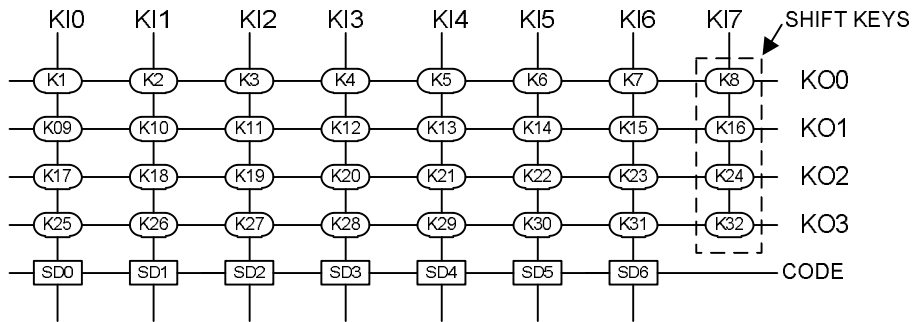 KI0 KI1 KI2 KI3 KI4 KI5 KI6 KI7 SHIFT KEYS
K1 K2 K3 K4 K5 K6 K7 K8 KO0
K09 K10 K11 K12 K13 K14 K15 K16 KO1
K17 K18 K19 K20 K21 K22 K23 K24 KO2
K25 K26 K27 K28 K29 K30 K31 K32 KO3
SD0 SD1 SD2 SD3 SD4 SD5 SD6 CODE